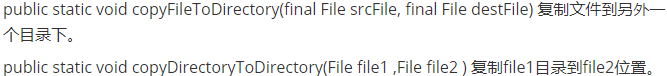 public static void copyFileToDirectory(final File srcFile, final File destFile) 复制文件到另外一
个目录下。
public static void copyDirectoryToDirectory(File file1 ,File file2 ) 复制file1目录到file2位置。